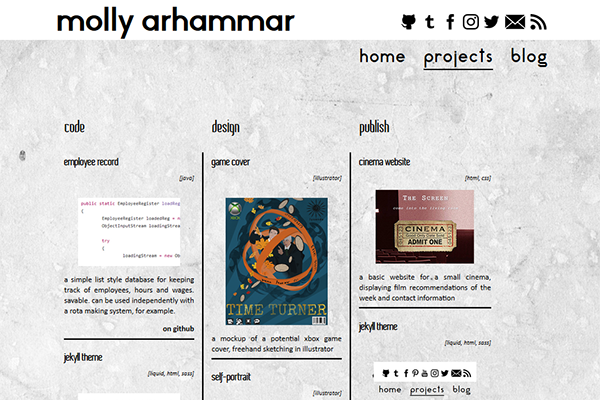 molly arhammar
home projects blog
code
employee record
[java]
public static EmployeeRegister loadReg
{
EmployeeRegister loadedReg = n
ObjectInputStream loadingStrea
try
{
loadingStream = new Ob
a simple list style database for keeping
track of employees, hours and wages.
savable. can be used independently with
a rota making system, for example.
on github
jekyll theme
[liquid, html, sass]
design
game cover
[illustrator]
XBOX
TIME TURNER
a mockup of a potential xbox game
cover, freehand sketching in illustrator
self-portrait
[illustrator]
publish
cinema website
[html, css]
The Screen
come into the
CINEMA
ADMIT ONE
a basic website for a small cinema,
displaying film recommendations of the
week and contact information
jekyll theme
[liquid, html, sass]
home projects blog